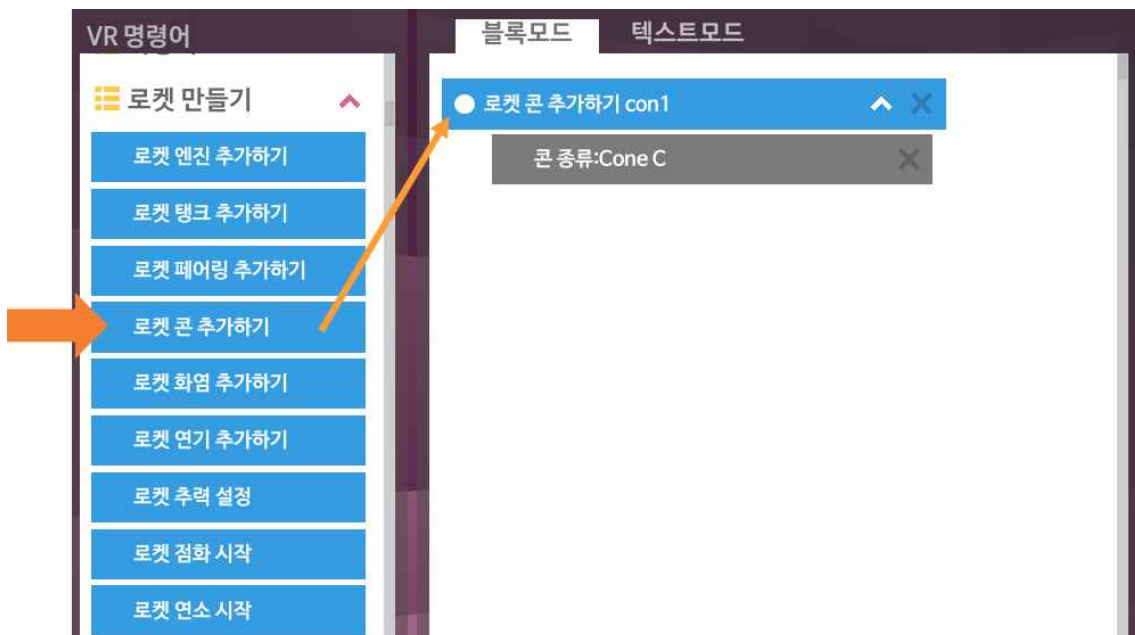 VR 명령어
로켓 만들기
로켓 엔진 추가하기
로켓 탱크 추가하기
로켓 페어링 추가하기
로켓 콘 추가하기
로켓 화염 추가하기
로켓 연기 추가하기
로켓 추력 설정
로켓 점화 시작
로켓 연소 시작
블록모드
텍스트모드
로켓 콘 추가하기 con1
콘 종류:Cone C